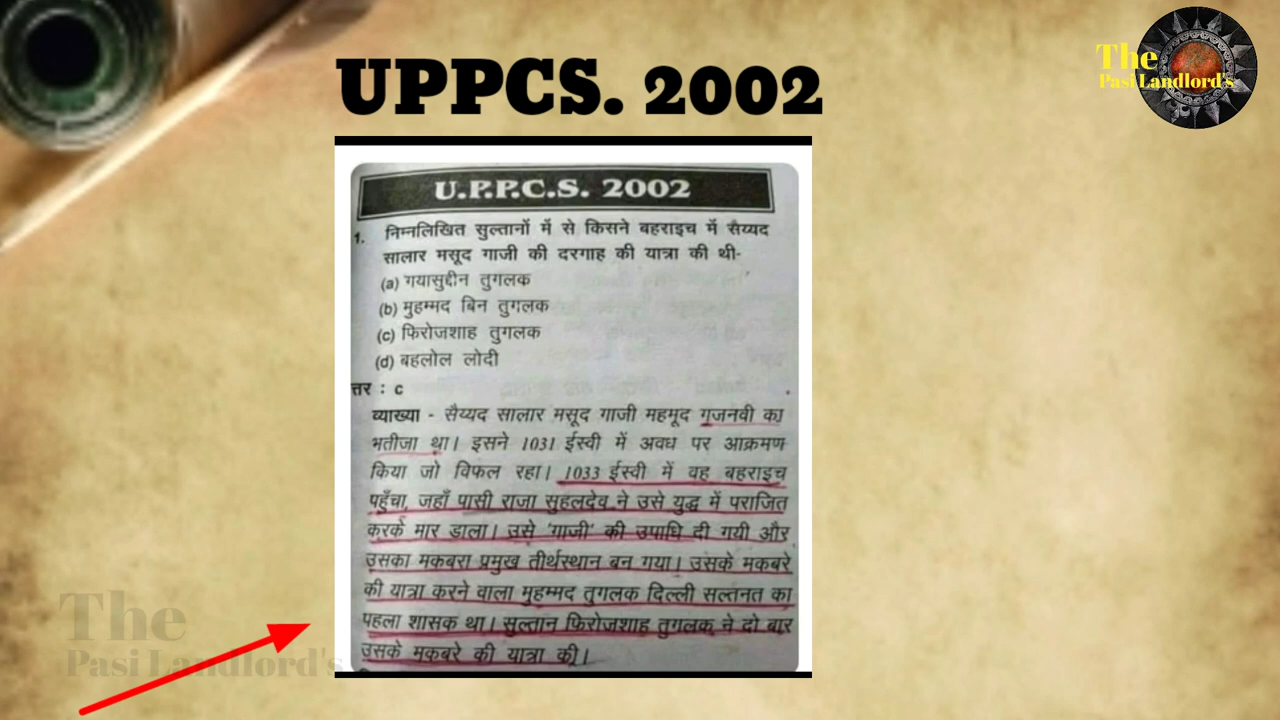 UPPCS. 2002
The
Pasi Landlord's
U.P.P.C.S. 2002
1. निम्नलिखित सुल्तानों में से किसने बहराइच में सैय्यद
सालार मसूद गाजी की दरगाह की यात्रा की थी-
(a) गयासुद्दीन तुगलक
(b) मुहम्मद बिन तुगलक
(c) फिरोजशाह तुगलक
(d) बहलोल लोदी
त्तर : c
व्याख्या - सैय्यद सालार मसूद गाजी महमूद गजनवी का
भतीजा था। इसने 1031 ईस्वी में अवध पर आक्रमण
किया जो विफल रहा। 1033 ईस्वी में वह बहराइच
पहुँचा, जहाँ पासी राजा सुहलदेव ने उसे युद्ध में पराजित
करके मार डाला। उसे 'गाजी' की उपाधि दी गयी और
उसका मकबरा प्रमुख तीर्थस्थान बन गया। उसके मकबरे
की यात्रा करने वाला मुहम्मद तुगलक दिल्ली सल्तनत का
पहला शासक था। सुल्तान फिरोजशाह तुगलक ने दो बार
उसके मकबरे की यात्रा की।
The
Pasi Landlord's